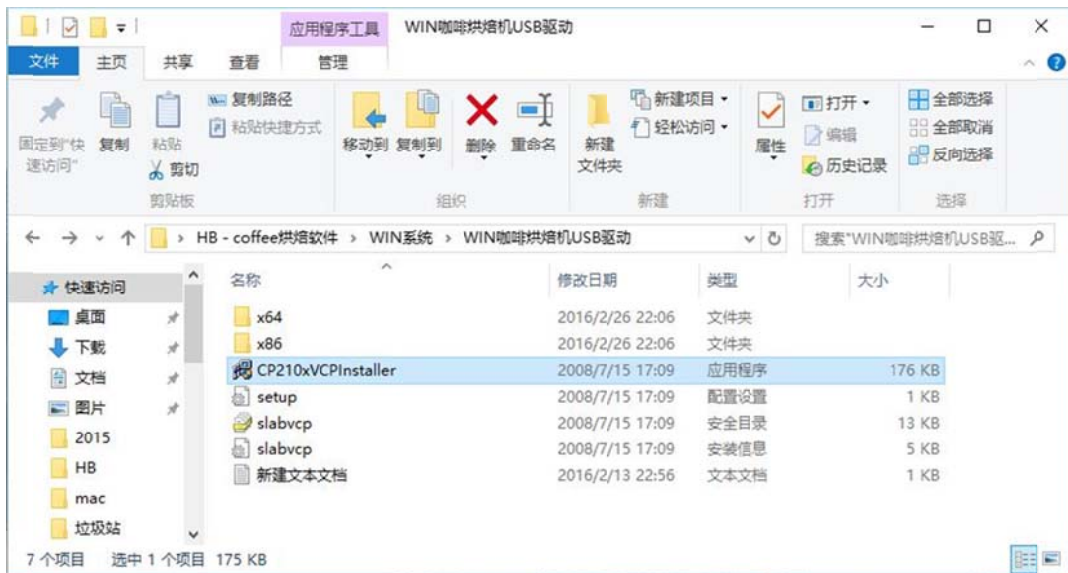 应用程序工具 WIN咖啡烘焙机USB驱动
文件 主页 共享 查看 管理
固定到"快速访问"
复制
粘贴
复制路径
粘贴快捷方式
剪切
剪贴板
移动到 复制到 删除 重命名
组织
新建文件夹
新建项目
轻松访问
新建
属性
打开
编辑
历史记录
打开
全部选择
全部取消
反向选择
选择
HB - coffee烘焙软件 › WIN系统 › WIN咖啡烘焙机USB驱动
搜索"WIN咖啡烘焙机USB驱...
快速访问
桌面
下载
文档
图片
2015
HB
mac
垃圾站
名称 修改日期 类型 大小
x64 2016/2/26 22:06 文件夹
x86 2016/2/26 22:06 文件夹
CP210xVCPInstaller 2008/7/15 17:09 应用程序 176 KB
setup 2008/7/15 17:09 配置设置 1 KB
slabvcp 2008/7/15 17:09 安全目录 13 KB
slabvcp 2008/7/15 17:09 安装信息 5 KB
新建文本文档 2016/2/13 22:56 文本文档 1 KB
7 个项目 选中 1 个项目 175 KB